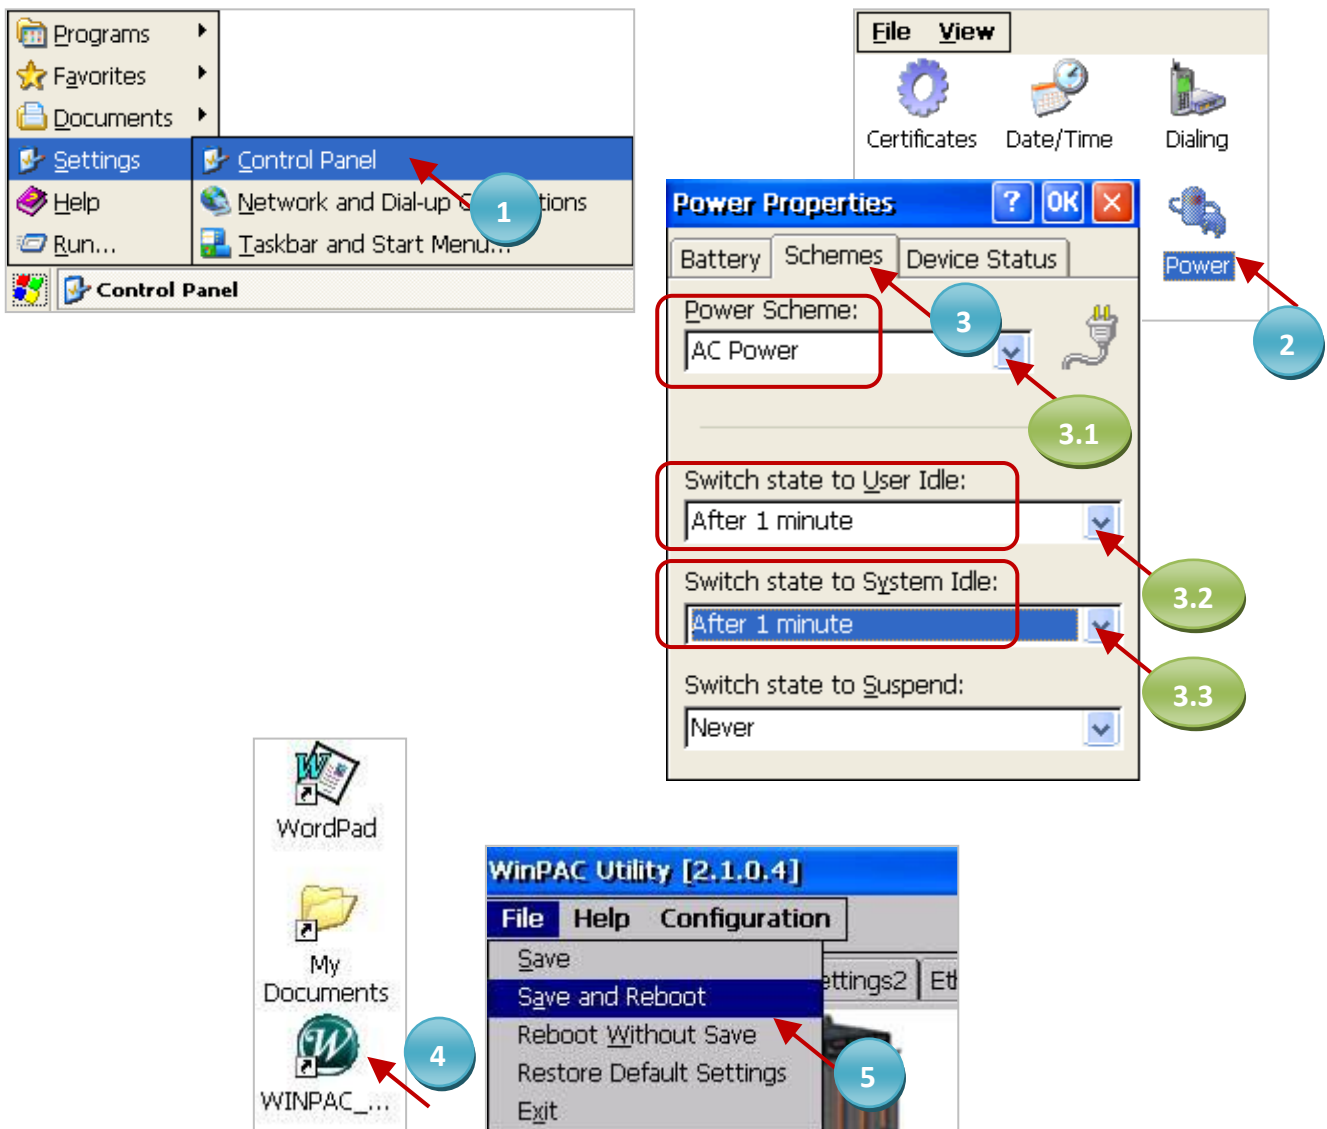 Programs
Favorites
Documents
Settings
Control Panel
Help
Network and Dial-up
1
Run...
Taskbar and Start Menu...
Control Panel
File View
Certificates
Date/Time
Dialing
Power
2
Power Properties
? OK
Battery
Schemes
Device Status
Power Scheme:
3
AC Power
3.1
Switch state to User Idle:
After 1 minute
3.2
Switch state to System Idle:
After 1 minute
3.3
Switch state to Suspend:
Never
WordPad
My
Documents
WINPAC_...
4
WinPAC Utility [2.1.0.4]
File Help Configuration
Save
Save and Reboot
ettings2
Eth
Reboot Without Save
Restore Default Settings
5
Exit